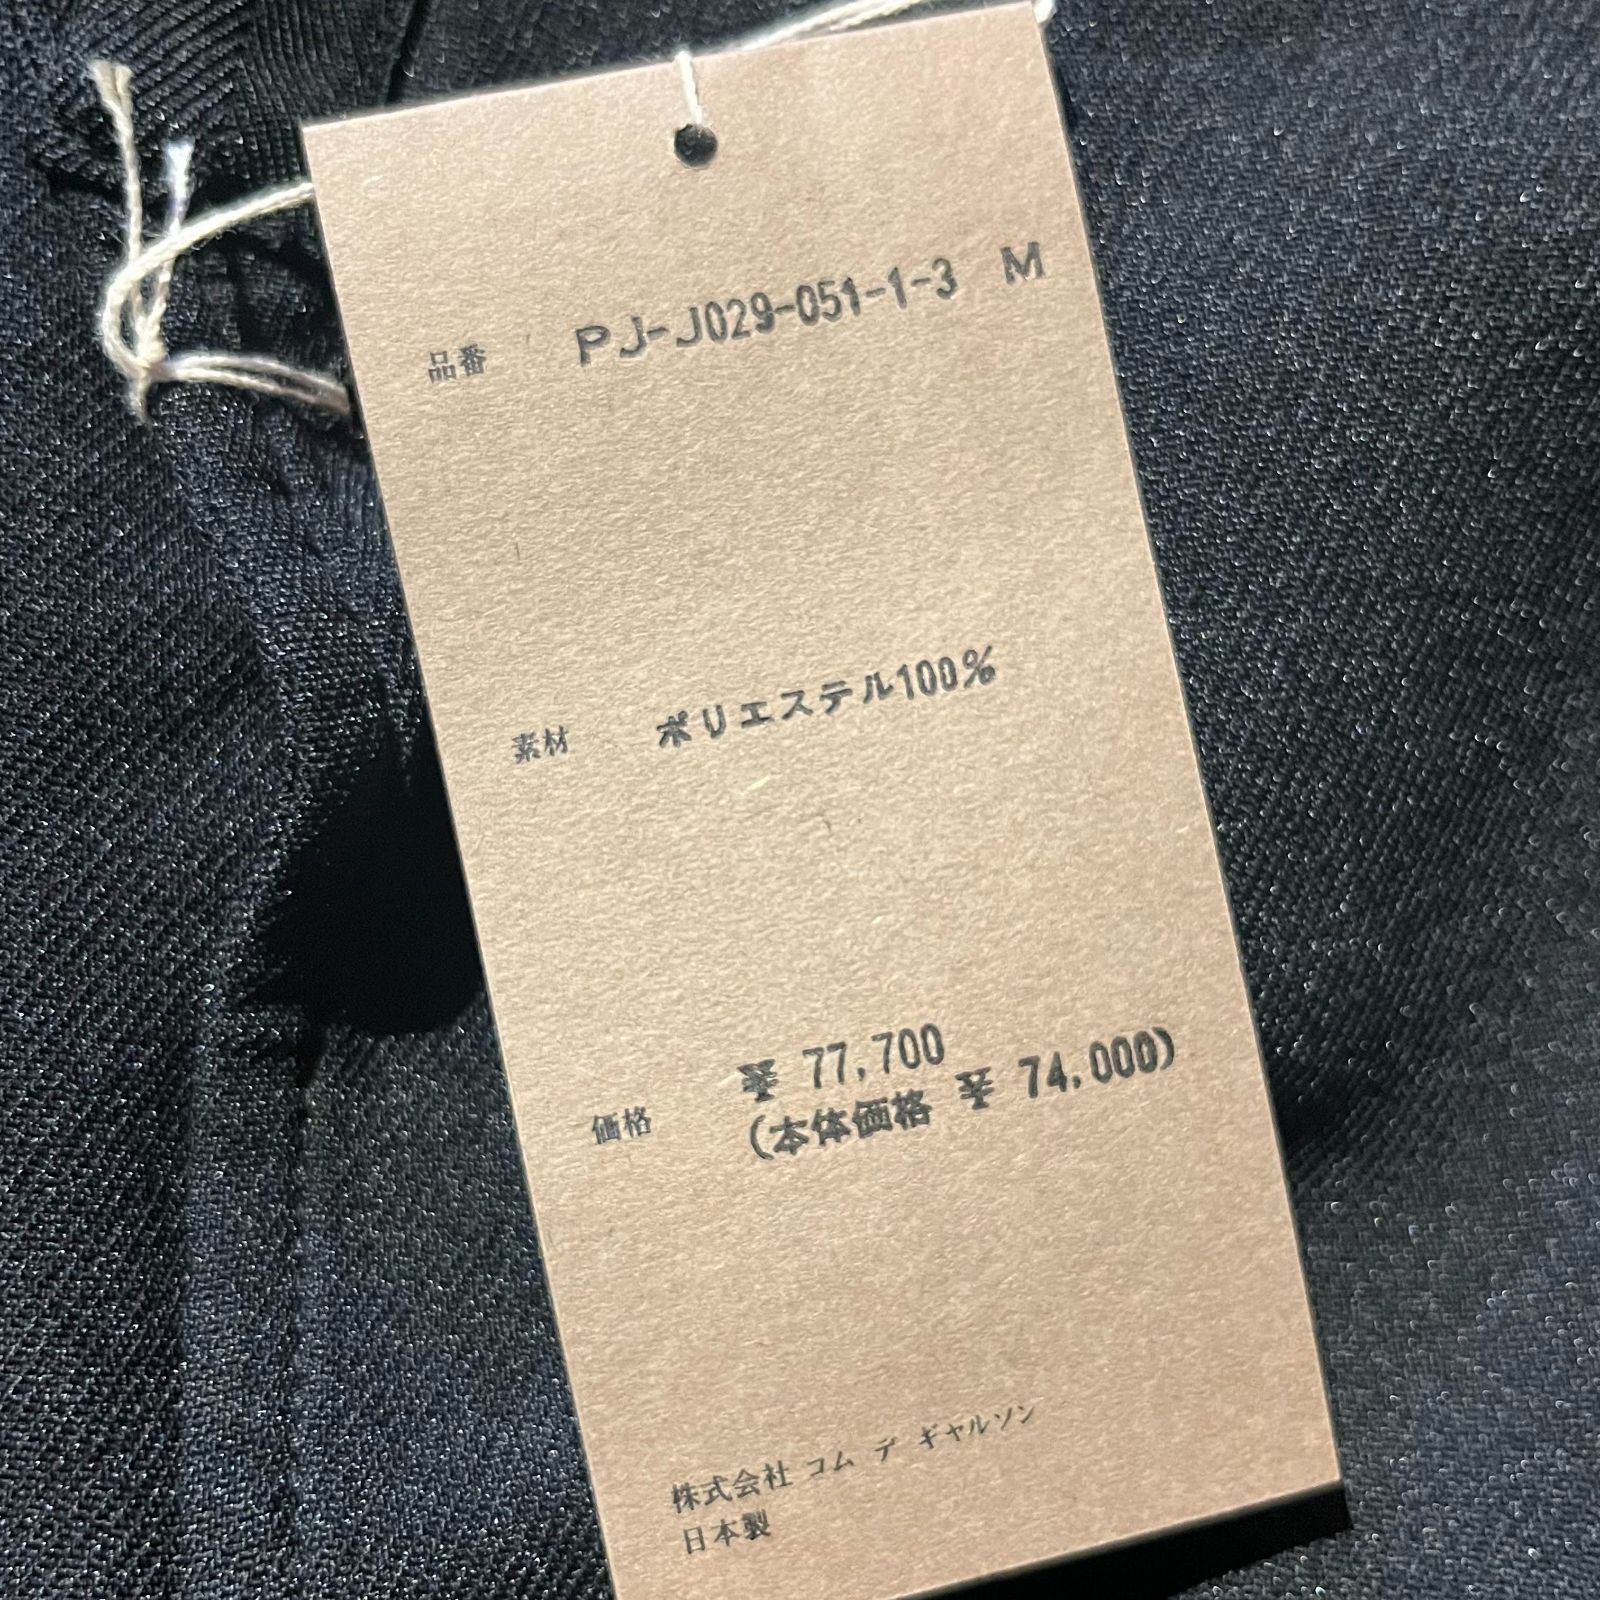 品番 PJ-J029-051-1-3 M
素材 ポリエステル100%
価格 ¥ 77,700
(本体価格 ¥ 74,000)
株式会社 コム デ ギャルソン
日本製